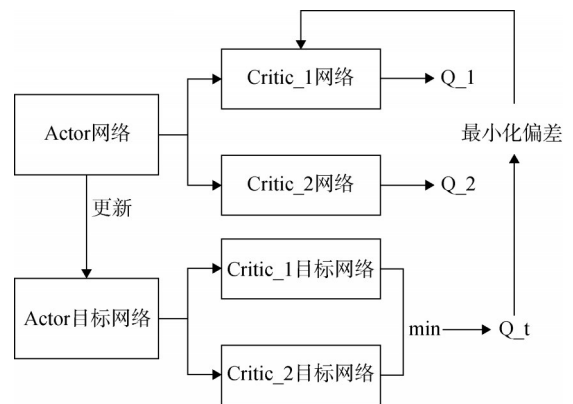 Critic_1网络
Q_1
Actor网络
最小化偏差
Critic_2网络
Q_2
更新
Critic_1目标网络
Actor目标网络
min
Q_t
Critic_2目标网络